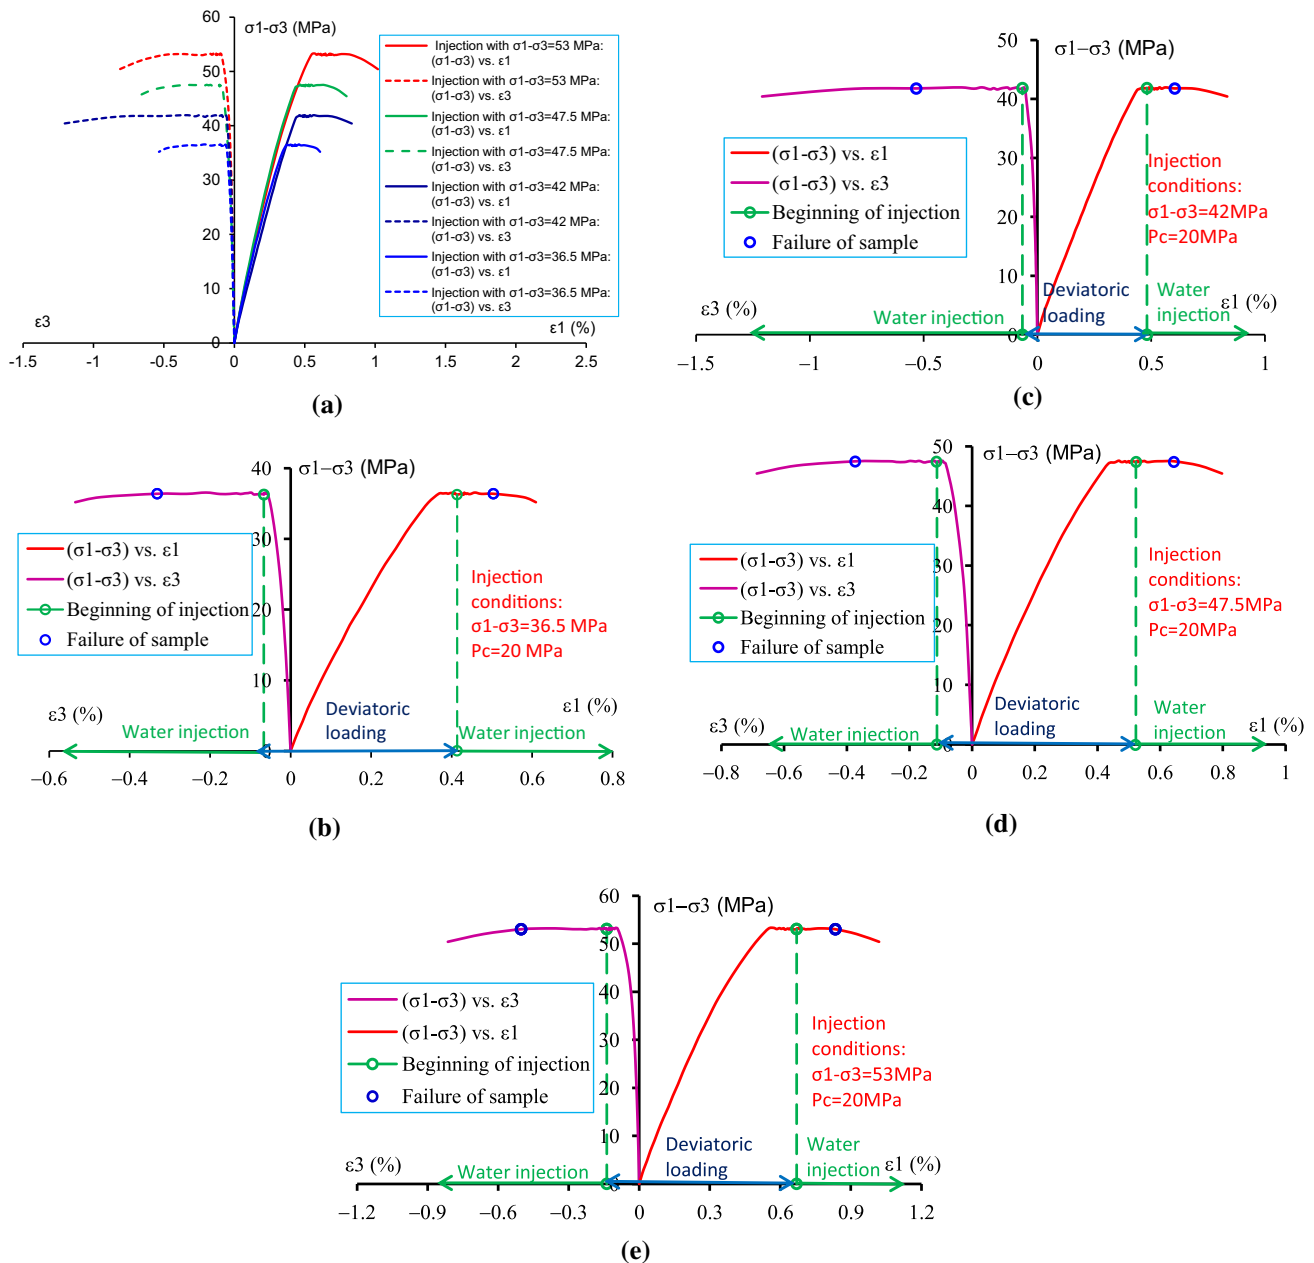 σ1-σ3 (MPa)
60
50
40
30
20
10
0
Injection with σ1-σ3=53 MPa:
(σ1-σ3) vs. ε1
Injection with σ1-σ3=53 MPa:
(σ1-σ3) vs. ε3
Injection with σ1-σ3=47.5 MPa:
(σ1-σ3) vs. ε1
Injection with σ1-σ3=47.5 MPa:
(σ1-σ3) vs. ε3
Injection with σ1-σ3=42 MPa:
(σ1-σ3) vs. ε1
Injection with σ1-σ3=42 MPa:
(σ1-σ3) vs. ε3
Injection with σ1-σ3=36.5 MPa:
(σ1-σ3) vs. ε1
Injection with σ1-σ3=36.5 MPa:
(σ1-σ3) vs. ε3
ε3
ε1 (%)
-1.5 -1 -0.5 0 0.5 1 1.5 2 2.5
(a)
σ1–σ3 (MPa)
50
40
30
20
10
0
(σ1-σ3) vs. ε1
(σ1-σ3) vs. ε3
Beginning of injection
Failure of sample
Injection
conditions:
σ1-σ3=42MPa
Pc=20MPa
ε3 (%)
Water injection
Deviatoric
loading
Water
injection
ε1 (%)
−1.5 −1 −0.5 0 0.5 1
(c)
σ1–σ3 (MPa)
40
30
20
10
0
(σ1-σ3) vs. ε1
(σ1-σ3) vs. ε3
Beginning of injection
Failure of sample
Injection
conditions:
σ1-σ3=36.5 MPa
Pc=20 MPa
ε3 (%)
Water injection
Deviatoric
loading
Water injection
ε1 (%)
−0.6 −0.4 −0.2 0 0.2 0.4 0.6 0.8
(b)
σ1–σ3 (MPa)
50
40
30
20
10
0
(σ1-σ3) vs. ε1
(σ1-σ3) vs. ε3
Beginning of injection
Failure of sample
Injection
conditions:
σ1-σ3=47.5MPa
Pc=20MPa
ε3 (%)
Water injection
Deviatoric
loading
Water
injection
ε1 (%)
−0.8 −0.6 −0.4 −0.2 0 0.2 0.4 0.6 0.8 1
(d)
σ1–σ3 (MPa)
60
50
40
30
20
10
0
(σ1-σ3) vs. ε3
(σ1-σ3) vs. ε1
Beginning of injection
Failure of sample
Injection
conditions:
σ1-σ3=53MPa
Pc=20MPa
ε3 (%)
Water injection
Deviatoric
loading
Water
injection
ε1 (%)
−1.2 −0.9 −0.6 −0.3 0 0.3 0.6 0.9 1.2
(e)